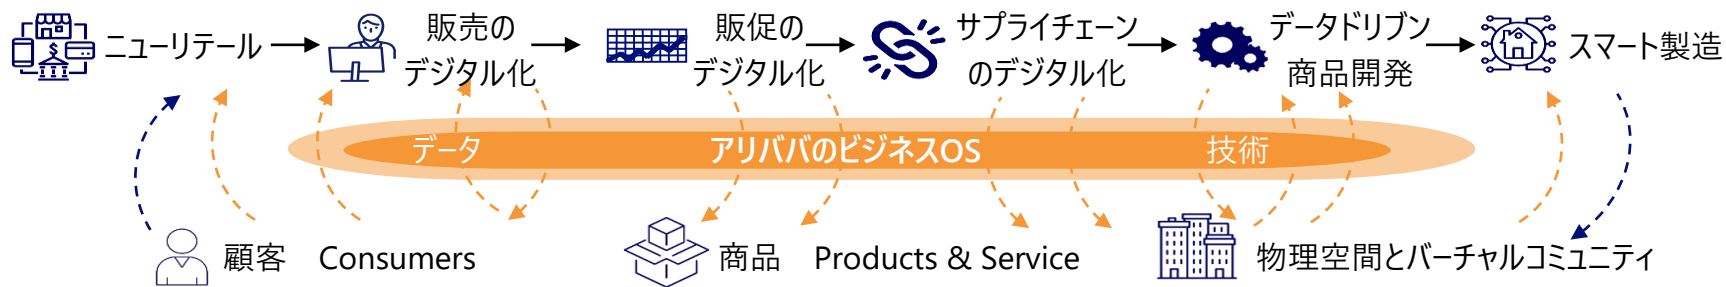 ニューリテール
販売の
デジタル化
販促の
デジタル化
サプライチェーン
のデジタル化
データドリブン
商品開発
スマート製造
データ
アリババのビジネスOS
技術
顧客 Consumers
商品 Products & Service
物理空間とバーチャルコミュニティ